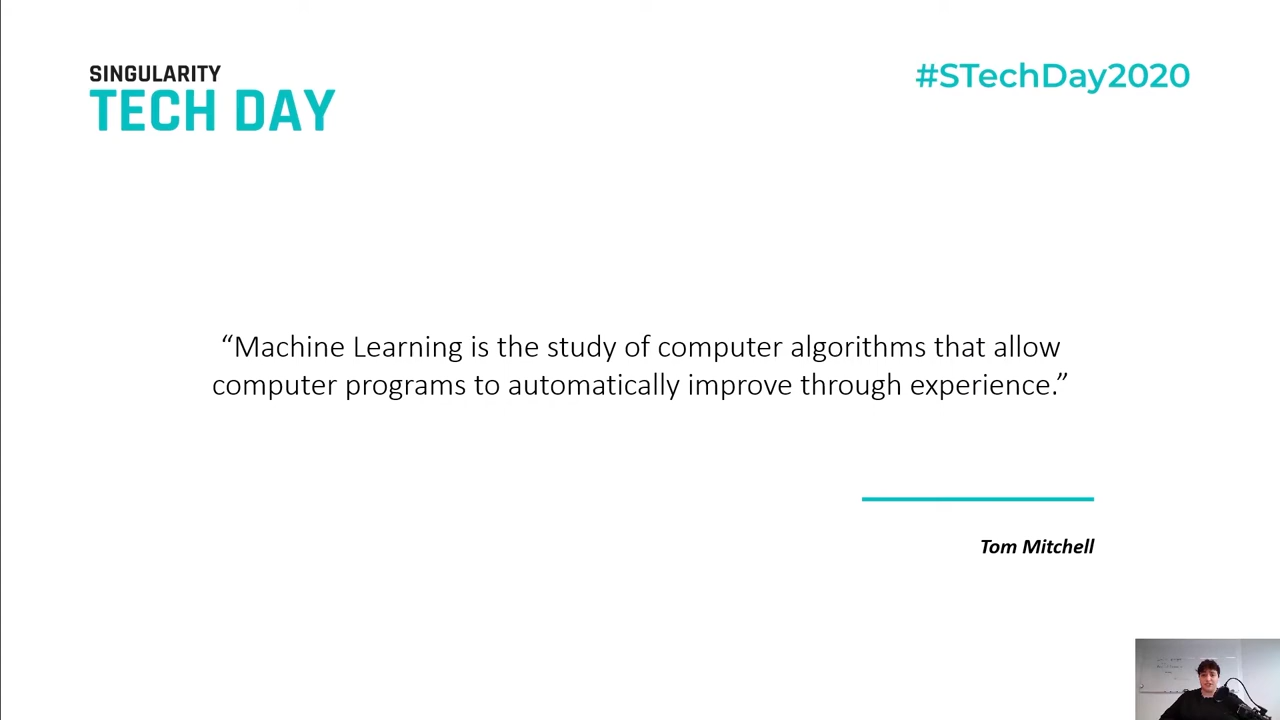 SINGULARITY
TECH DAY
#STechDay2020
“Machine Learning is the study of computer algorithms that allow
computer programs to automatically improve through experience.”
Tom Mitchell